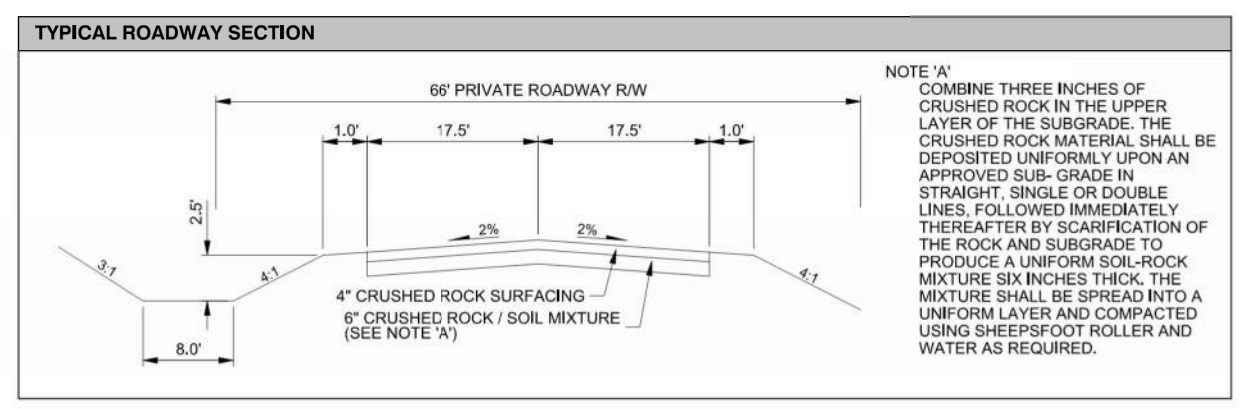 TYPICAL ROADWAY SECTION
66' PRIVATE ROADWAY R/W
1.0'
17.5'
17.5'
1.0'
2.5'
2%
2%
3:1
4:1
4:1
4" CRUSHED ROCK SURFACING
6" CRUSHED ROCK / SOIL MIXTURE
(SEE NOTE 'A')
8.0'
NOTE 'A'
COMBINE THREE INCHES OF
CRUSHED ROCK IN THE UPPER
LAYER OF THE SUBGRADE. THE
CRUSHED ROCK MATERIAL SHALL BE
DEPOSITED UNIFORMLY UPON AN
APPROVED SUB- GRADE IN
STRAIGHT, SINGLE OR DOUBLE
LINES, FOLLOWED IMMEDIATELY
THEREAFTER BY SCARIFICATION OF
THE ROCK AND SUBGRADE TO
PRODUCE A UNIFORM SOIL-ROCK
MIXTURE SIX INCHES THICK. THE
MIXTURE SHALL BE SPREAD INTO A
UNIFORM LAYER AND COMPACTED
USING SHEEPSFOOT ROLLER AND
WATER AS REQUIRED.